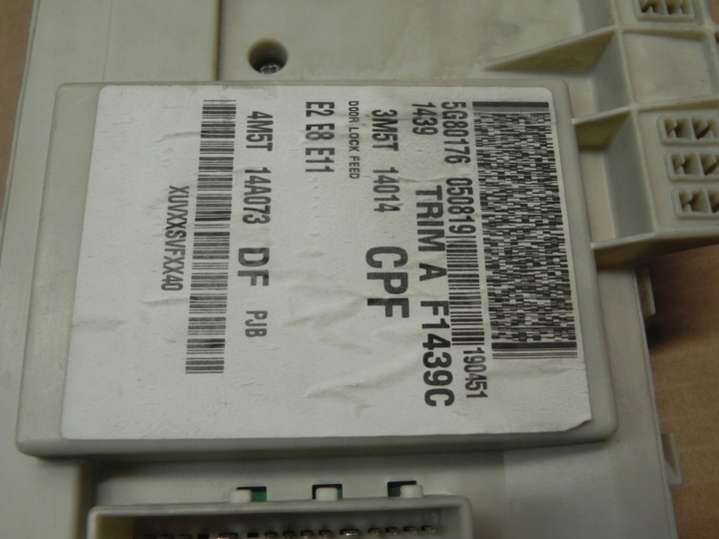 5G80176 050819 190451
1439 TRIM A F1439C
3M5T 14014 CPF
DOOR LOCK FEED
E2 E8 E11
4M5T 14A073 DF PJB
XUVXXSVFXX40